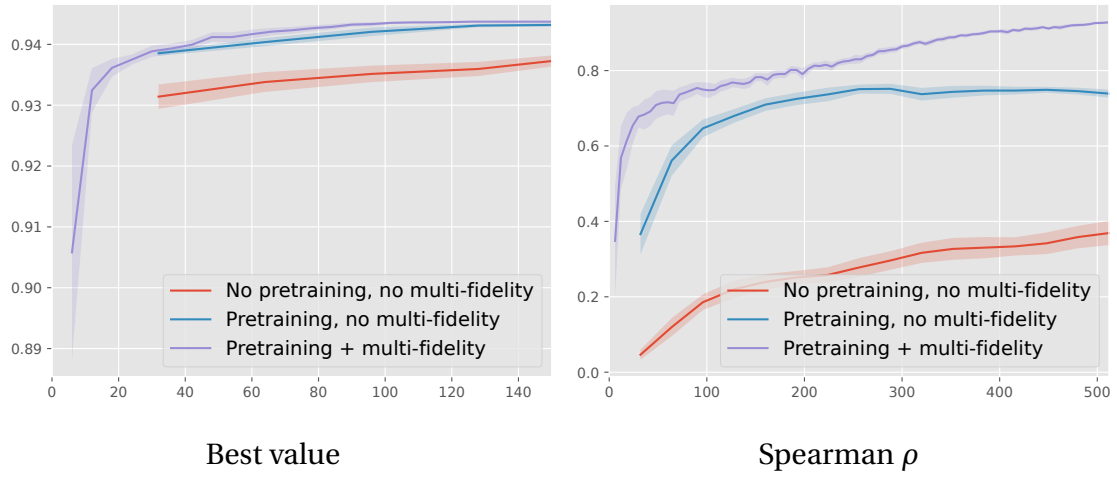 0.94
0.93
0.92
0.91
0.90
0.89
0 20 40 60 80 100 120 140
No pretraining, no multi-fidelity
Pretraining, no multi-fidelity
Pretraining + multi-fidelity
Best value
0.8
0.6
0.4
0.2
0.0
0 100 200 300 400 500
No pretraining, no multi-fidelity
Pretraining, no multi-fidelity
Pretraining + multi-fidelity
Spearman ρ